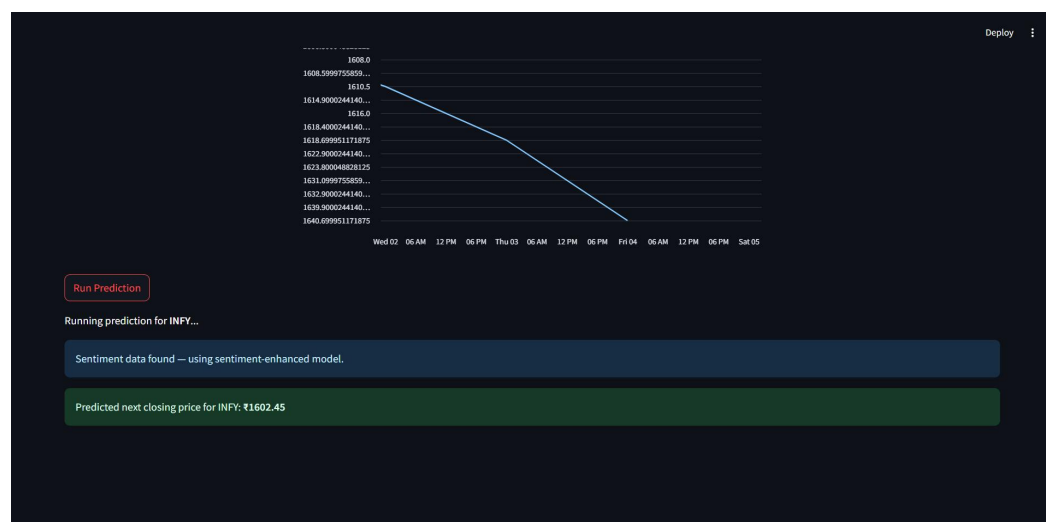 Deploy
1608.0
1608.5999755859...
1610.5
1614.9000244140...
1616.0
1618.4000244140...
1618.699951171875
1622.9000244140...
1623.800048828125
1631.0999755859...
1632.9000244140...
1639.9000244140...
1640.699951171875
Wed 02 06 AM 12 PM 06 PM Thu 03 06 AM 12 PM 06 PM Fri 04 06 AM 12 PM 06 PM Sat 05
Run Prediction
Running prediction for INFY...
Sentiment data found — using sentiment-enhanced model.
Predicted next closing price for INFY: ₹1602.45